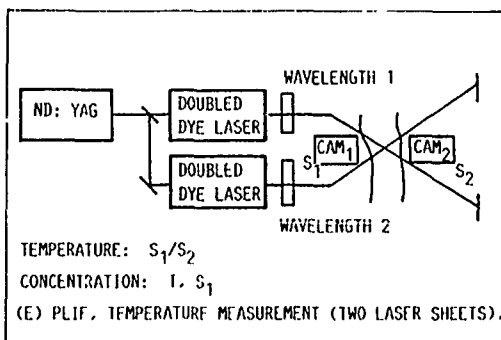 WAVELENGTH 1
ND: YAG
DOUBLED
DYE LASER
CAM1
CAM2
S1
S2
DOUBLED
DYE LASER
WAVELENGTH 2
TEMPERATURE: S1/S2
CONCENTRATION: T, S1
(E) PLIF, TEMPERATURE MEASUREMENT (TWO LASER SHEETS).